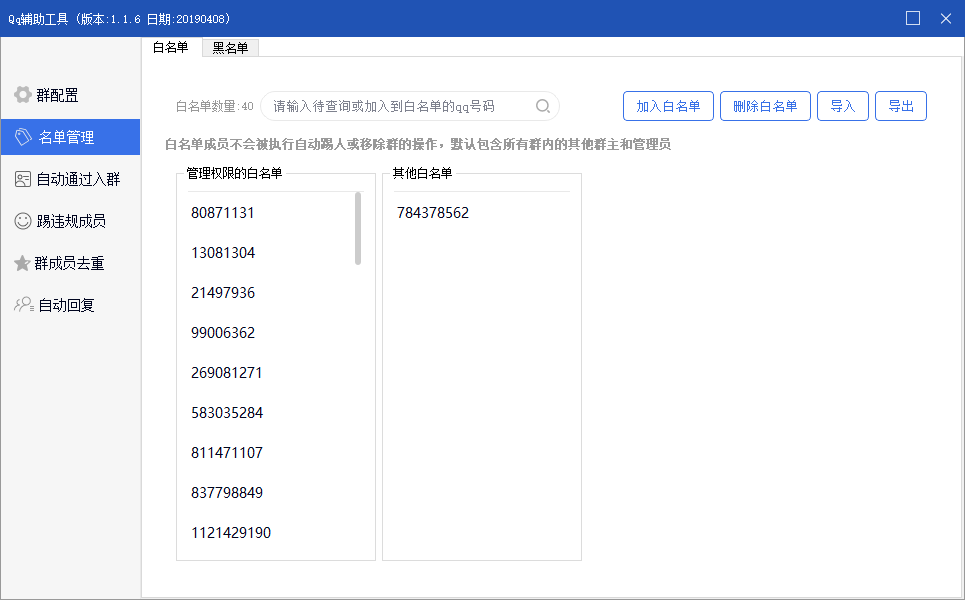 Qq辅助工具（版本:1.1.6 日期:20190408）
白名单 黑名单
群配置
名单管理
自动通过入群
踢违规成员
群成员去重
自动回复
白名单数量:40 请输入待查询或加入到白名单的qq号码 加入白名单 删除白名单 导入 导出
白名单成员不会被执行自动踢人或移除群的操作，默认包含所有群内的其他群主和管理员
管理权限的白名单
80871131
13081304
21497936
99006362
269081271
583035284
811471107
837798849
1121429190
其他白名单
784378562